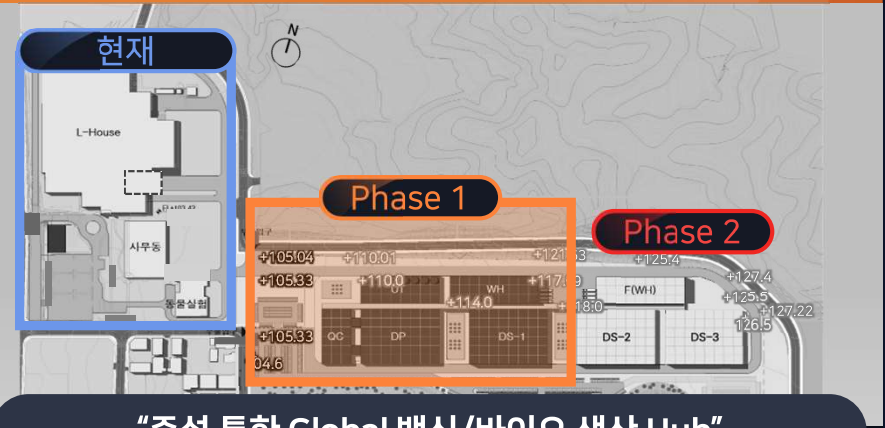 현재
N
L-House
사무동
동물실험
Phase 1
Phase 2
+105.04
+110.01
+125.4
+105.33
+110.0
UT
WH
F(WH)
+127.4
+125.5
+114.0
+127.22
126.5
+105.33
QC
DP
DS-1
DS-2
DS-3
04.6